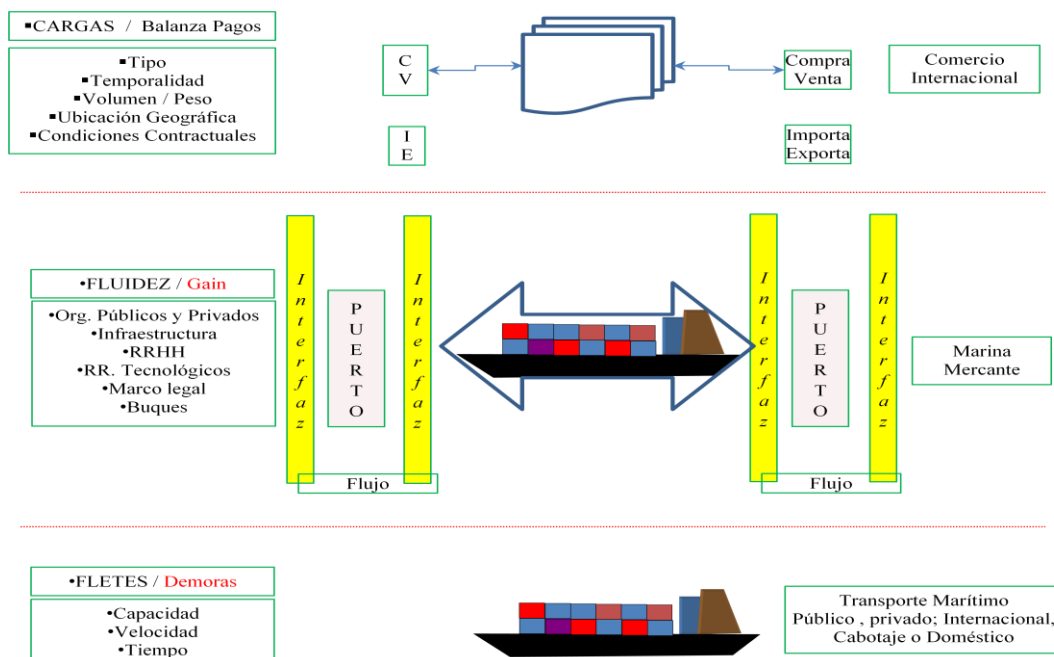 ▪CARGAS / Balanza Pagos
▪Tipo
▪Temporalidad
▪Volumen / Peso
▪Ubicación Geográfica
▪Condiciones Contractuales
C
V
I
E
Compra
Venta
Importa
Exporta
Comercio
Internacional
•FLUIDEZ / Gain
•Org. Públicos y Privados
•Infraestructura
•RRHH
•RR. Tecnológicos
•Marco legal
•Buques
Interfaz
PUERTO
Interfaz
Flujo
Interfaz
PUERTO
Interfaz
Flujo
Marina
Mercante
•FLETES / Demoras
•Capacidad
•Velocidad
•Tiempo
Transporte Marítimo
Público , privado; Internacional,
Cabotaje o Doméstico